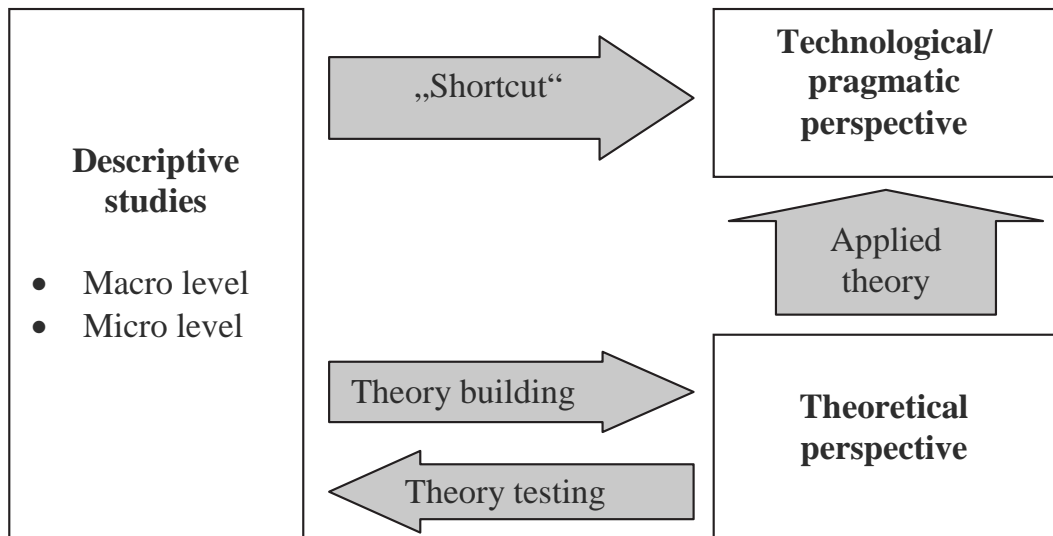 Descriptive
studies
• Macro level
• Micro level
„Shortcut“
Technological/
pragmatic
perspective
Applied
theory
Theory building
Theory testing
Theoretical
perspective